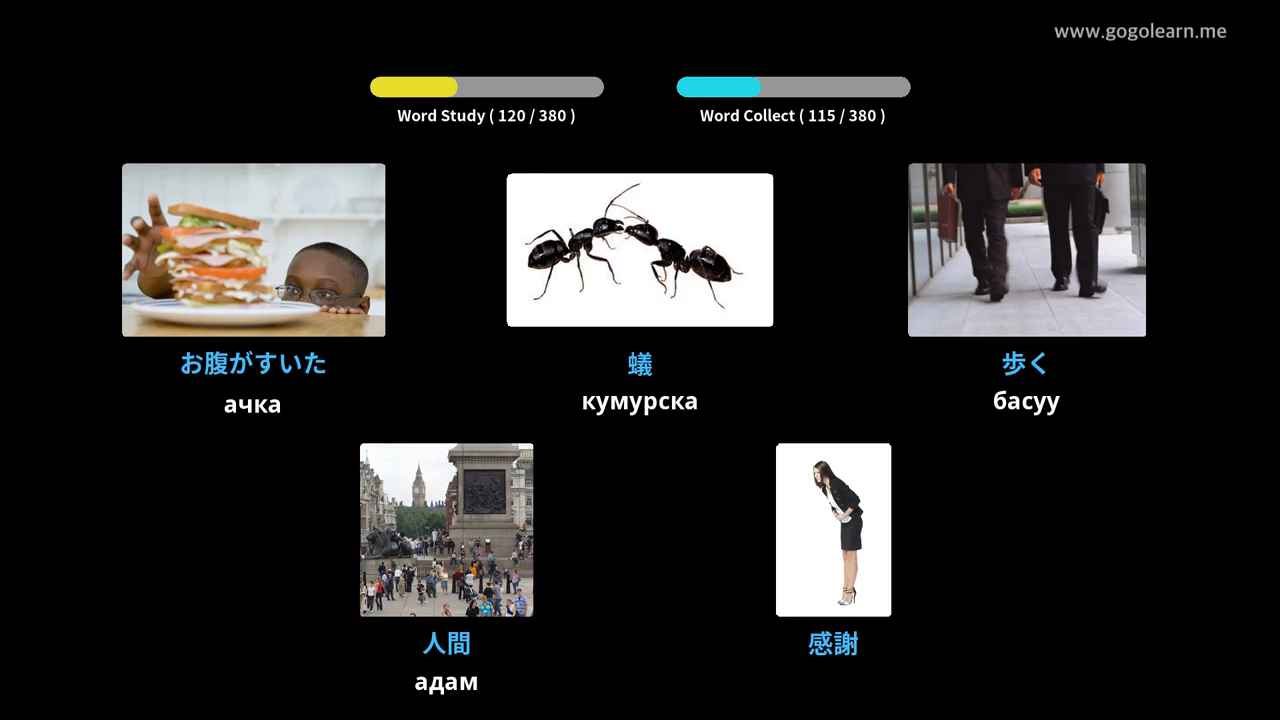 www.gogolearn.me
Word Study ( 120 / 380 )
Word Collect ( 115 / 380 )
お腹がすいた
ачка
蟻
кумурска
歩く
басуу
人間
адам
感謝